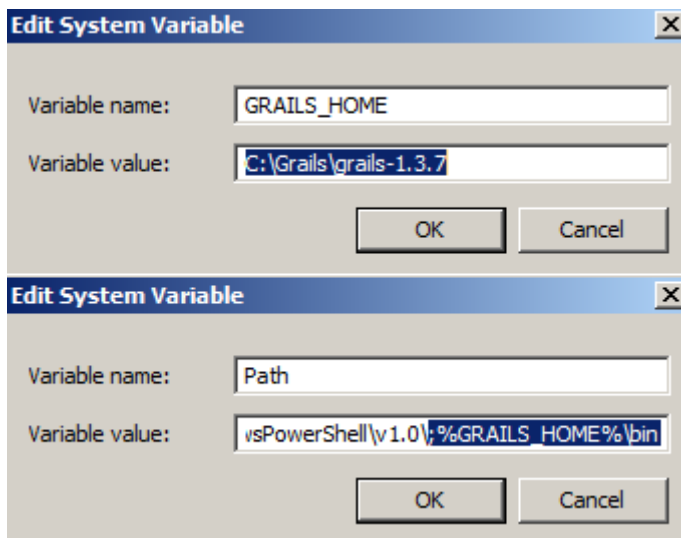 Edit System Variable
Variable name: GRAILS_HOME
Variable value: C:\Grails\grails-1.3.7
OK Cancel
Edit System Variable
Variable name: Path
Variable value: wsPowerShell\v1.0\;%GRAILS_HOME%\bin
OK Cancel